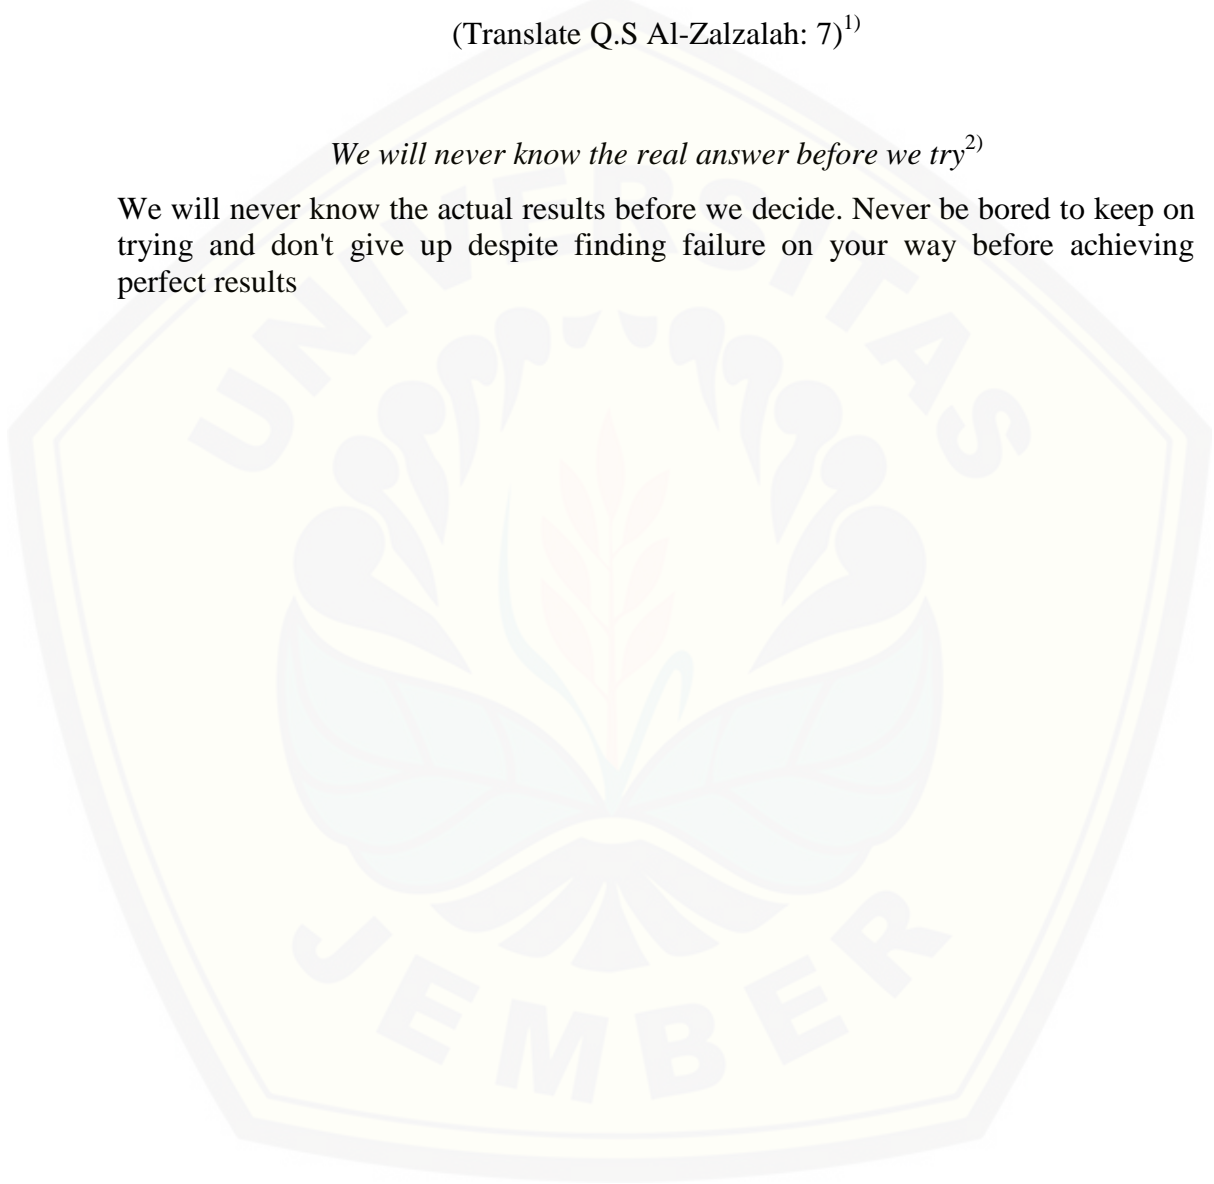 (Translate Q.S Al-Zalzalah: 7)1)
We will never know the real answer before we try2)
We will never know the actual results before we decide. Never be bored to keep on
trying and don't give up despite finding failure on your way before achieving
perfect results
UNIVERSITAS
JEMBER